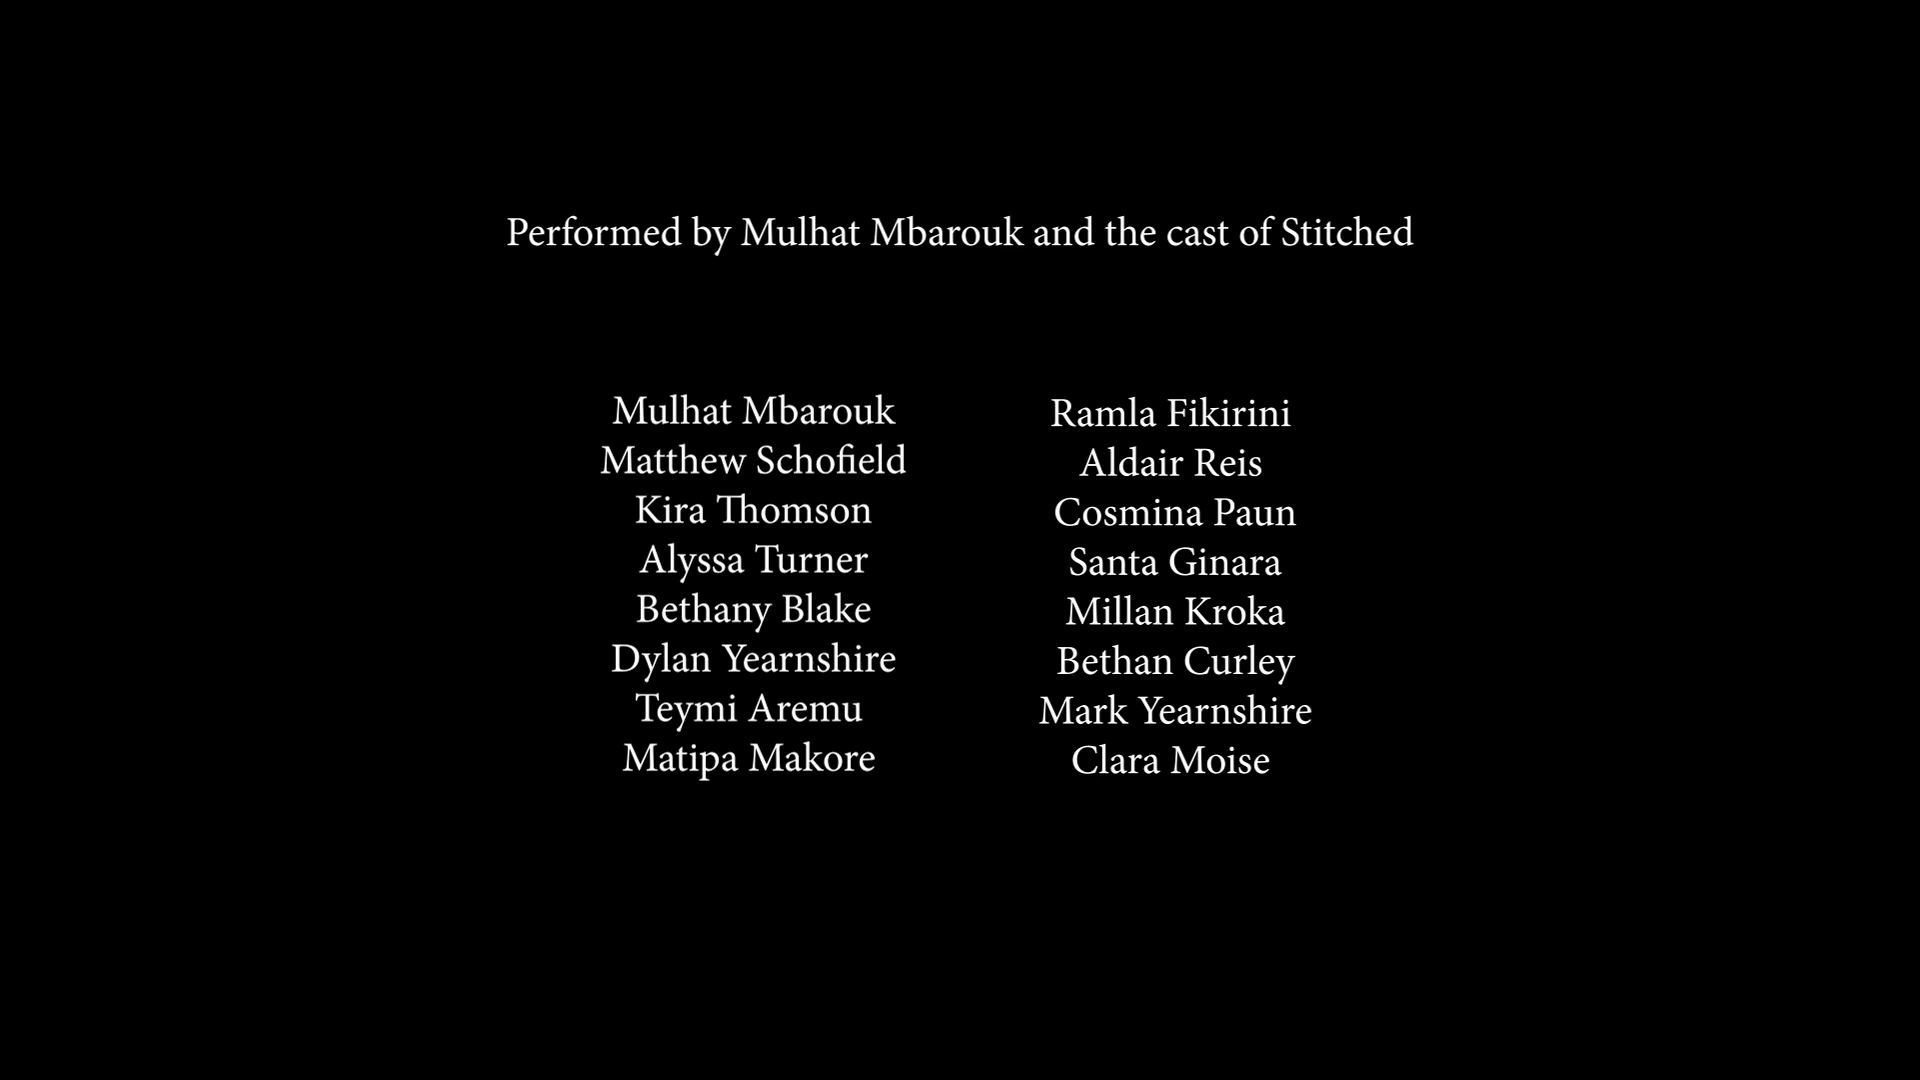 Performed by Mulhat Mbarouk and the cast of Stitched
Mulhat Mbarouk
Matthew Schofield
Kira Thomson
Alyssa Turner
Bethany Blake
Dylan Yearnshire
Teymi Aremu
Matipa Makore
Ramla Fikirini
Aldair Reis
Cosmina Paun
Santa Ginara
Millan Kroka
Bethan Curley
Mark Yearnshire
Clara Moise